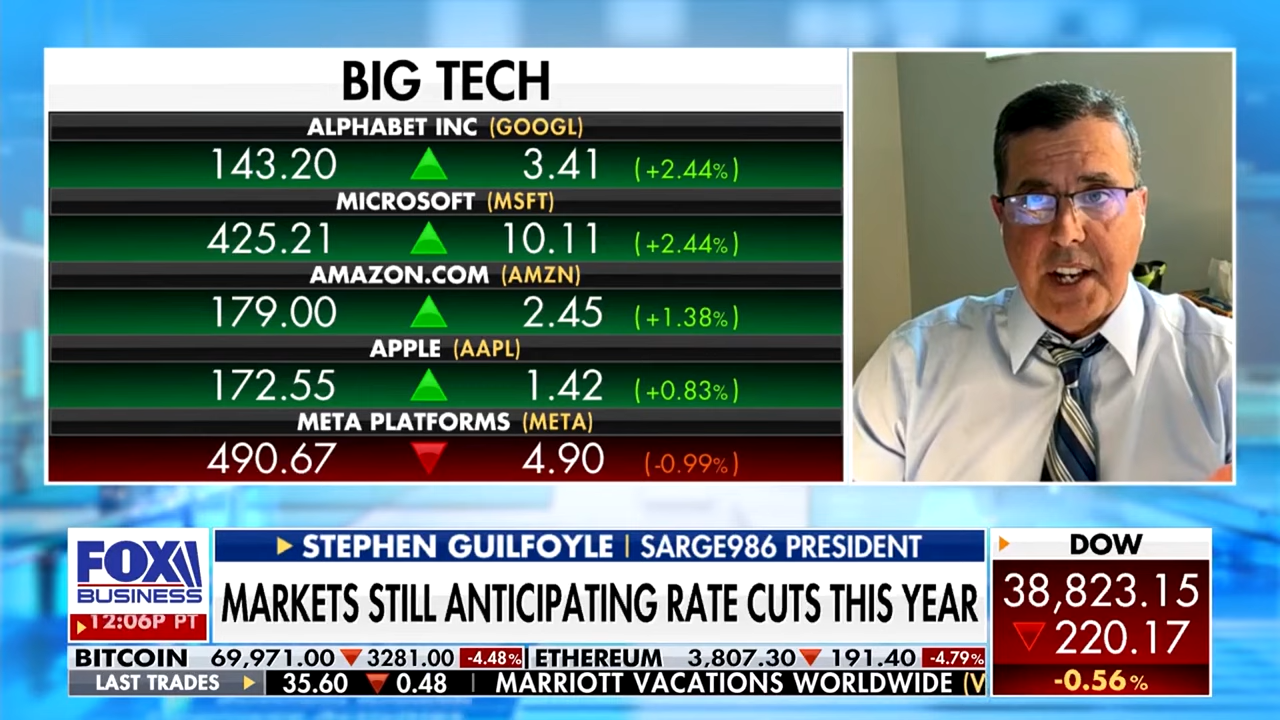 BIG TECH
ALPHABET INC (GOOGL)
143.20 ▲ 3.41 (+2.44%)
MICROSOFT (MSFT)
425.21 ▲ 10.11 (+2.44%)
AMAZON.COM (AMZN)
179.00 ▲ 2.45 (+1.38%)
APPLE (AAPL)
172.55 ▲ 1.42 (+0.83%)
META PLATFORMS (META)
490.67 ▼ 4.90 (-0.99%)
FOX BUSINESS
12:06P PT
STEPHEN GUILFOYLE | SARGE986 PRESIDENT
MARKETS STILL ANTICIPATING RATE CUTS THIS YEAR
DOW
38,823.15
▼ 220.17
-0.56%
BITCOIN 69,971.00 ▼ 3281.00 -4.48% ETHEREUM 3,807.30 ▼ 191.40 -4.79%
LAST TRADES 35.60 ▼ 0.48 | MARRIOTT VACATIONS WORLDWIDE (V